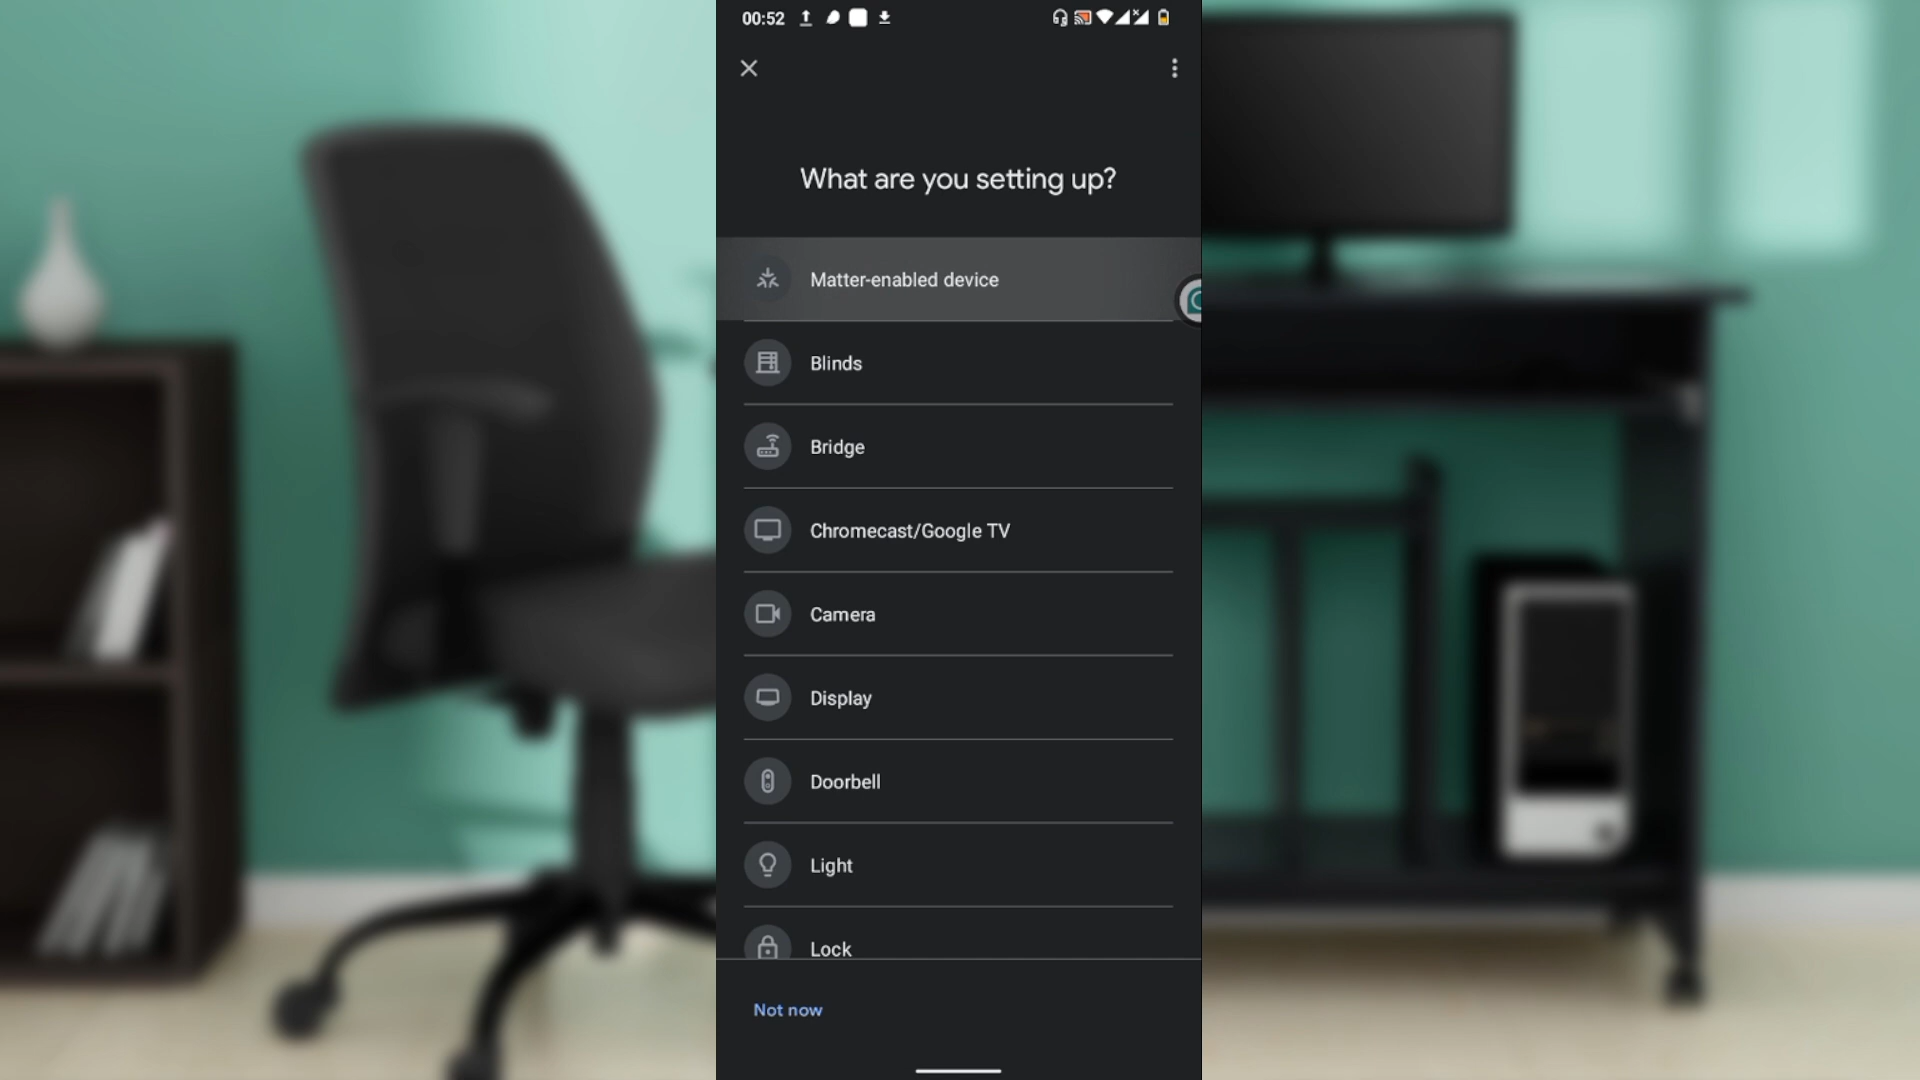 00:52
What are you setting up?
Matter-enabled device
Blinds
Bridge
Chromecast/Google TV
Camera
Display
Doorbell
Light
Lock
Not now